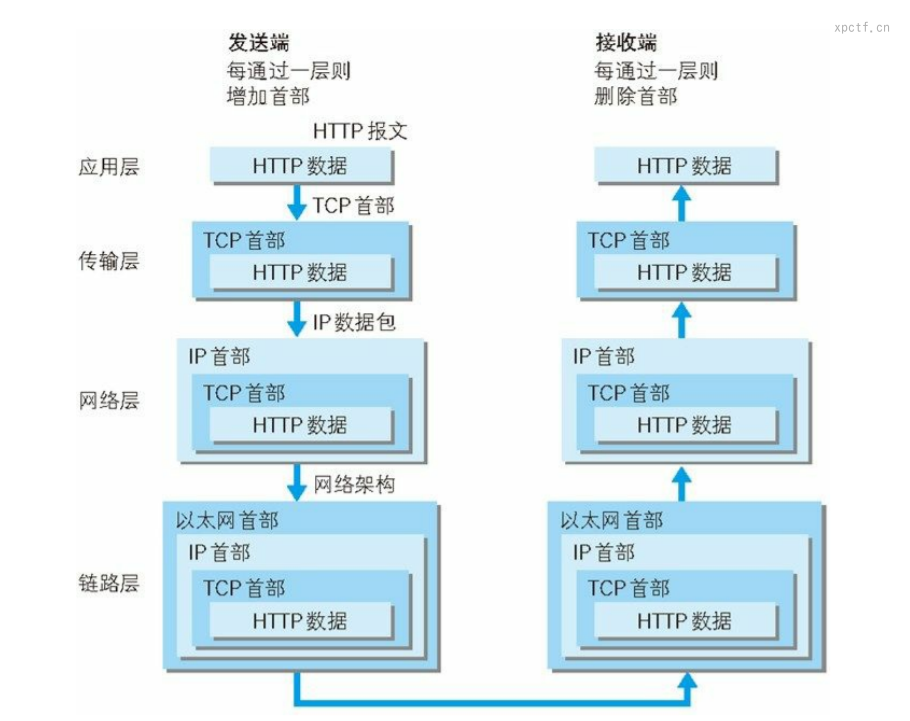 xpctf.cn
发送端
每通过一层则
增加首部
接收端
每通过一层则
删除首部
HTTP 报文
应用层
HTTP 数据
HTTP 数据
TCP 首部
传输层
TCP 首部
HTTP 数据
TCP 首部
HTTP 数据
IP 数据包
网络层
IP 首部
TCP 首部
HTTP 数据
IP 首部
TCP 首部
HTTP 数据
网络架构
链路层
以太网首部
IP 首部
TCP 首部
HTTP 数据
以太网首部
IP 首部
TCP 首部
HTTP 数据